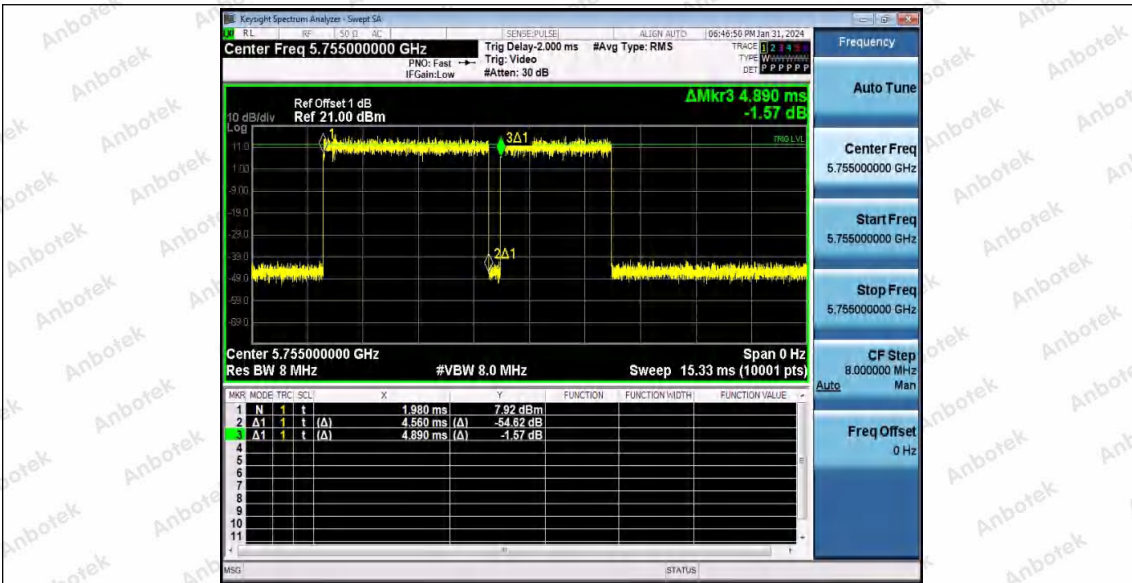 Keysight Spectrum Analyzer - Swept SA
RL RF 50 Ω AC SENSE:PULSE ALIGN AUTO 06:46:50 PM Jan 31, 2024
Center Freq 5.755000000 GHz
PNO: Fast
IFGain:Low
Trig Delay-2.000 ms
Trig: Video
#Atten: 30 dB
#Avg Type: RMS
TRACE 1 2 3 4 5 6
TYPE WWWWWW
DET P P P P P P
ΔMkr3 4.890 ms
-1.57 dB
10 dB/div
Log
Ref Offset 1 dB
Ref 21.00 dBm
11.0
1.00
-9.00
-19.0
-29.0
-39.0
-49.0
-59.0
-69.0
1
3Δ1
TRIG LVL
2Δ1
Center 5.755000000 GHz Span 0 Hz
Res BW 8 MHz #VBW 8.0 MHz Sweep 15.33 ms (10001 pts)
MKR MODE TRC SCL X Y FUNCTION FUNCTION WIDTH FUNCTION VALUE
1 N 1 t 1.980 ms 7.92 dBm
2 Δ1 1 t (Δ) 4.560 ms (Δ) -54.62 dB
3 Δ1 1 t (Δ) 4.890 ms (Δ) -1.57 dB
4
5
6
7
8
9
10
11
MSG STATUS
Frequency
Auto Tune
Center Freq
5.755000000 GHz
Start Freq
5.755000000 GHz
Stop Freq
5.755000000 GHz
CF Step
8.000000 MHz
Auto Man
Freq Offset
0 Hz
Anbotek